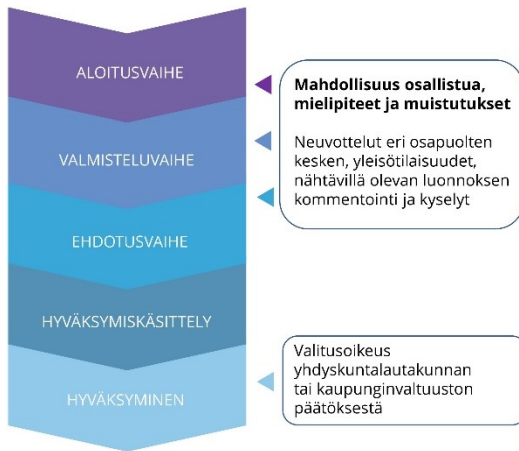 ALOITUSVAIHE
Mahdollisuus osallistua,
mielipiteet ja muistutukset
Neuvottelut eri osapuolten
kesken, yleisötilaisuudet,
nähtävillä olevan luonnoksen
kommentointi ja kyselyt
VALMISTELUVAIHE
EHDOTUSVAIHE
HYVÄKSYMISKÄSITTELY
HYVÄKSYMINEN
Valitusoikeus
yhdyskuntalautakunnan
tai kaupunginvaltuuston
päätöksestä